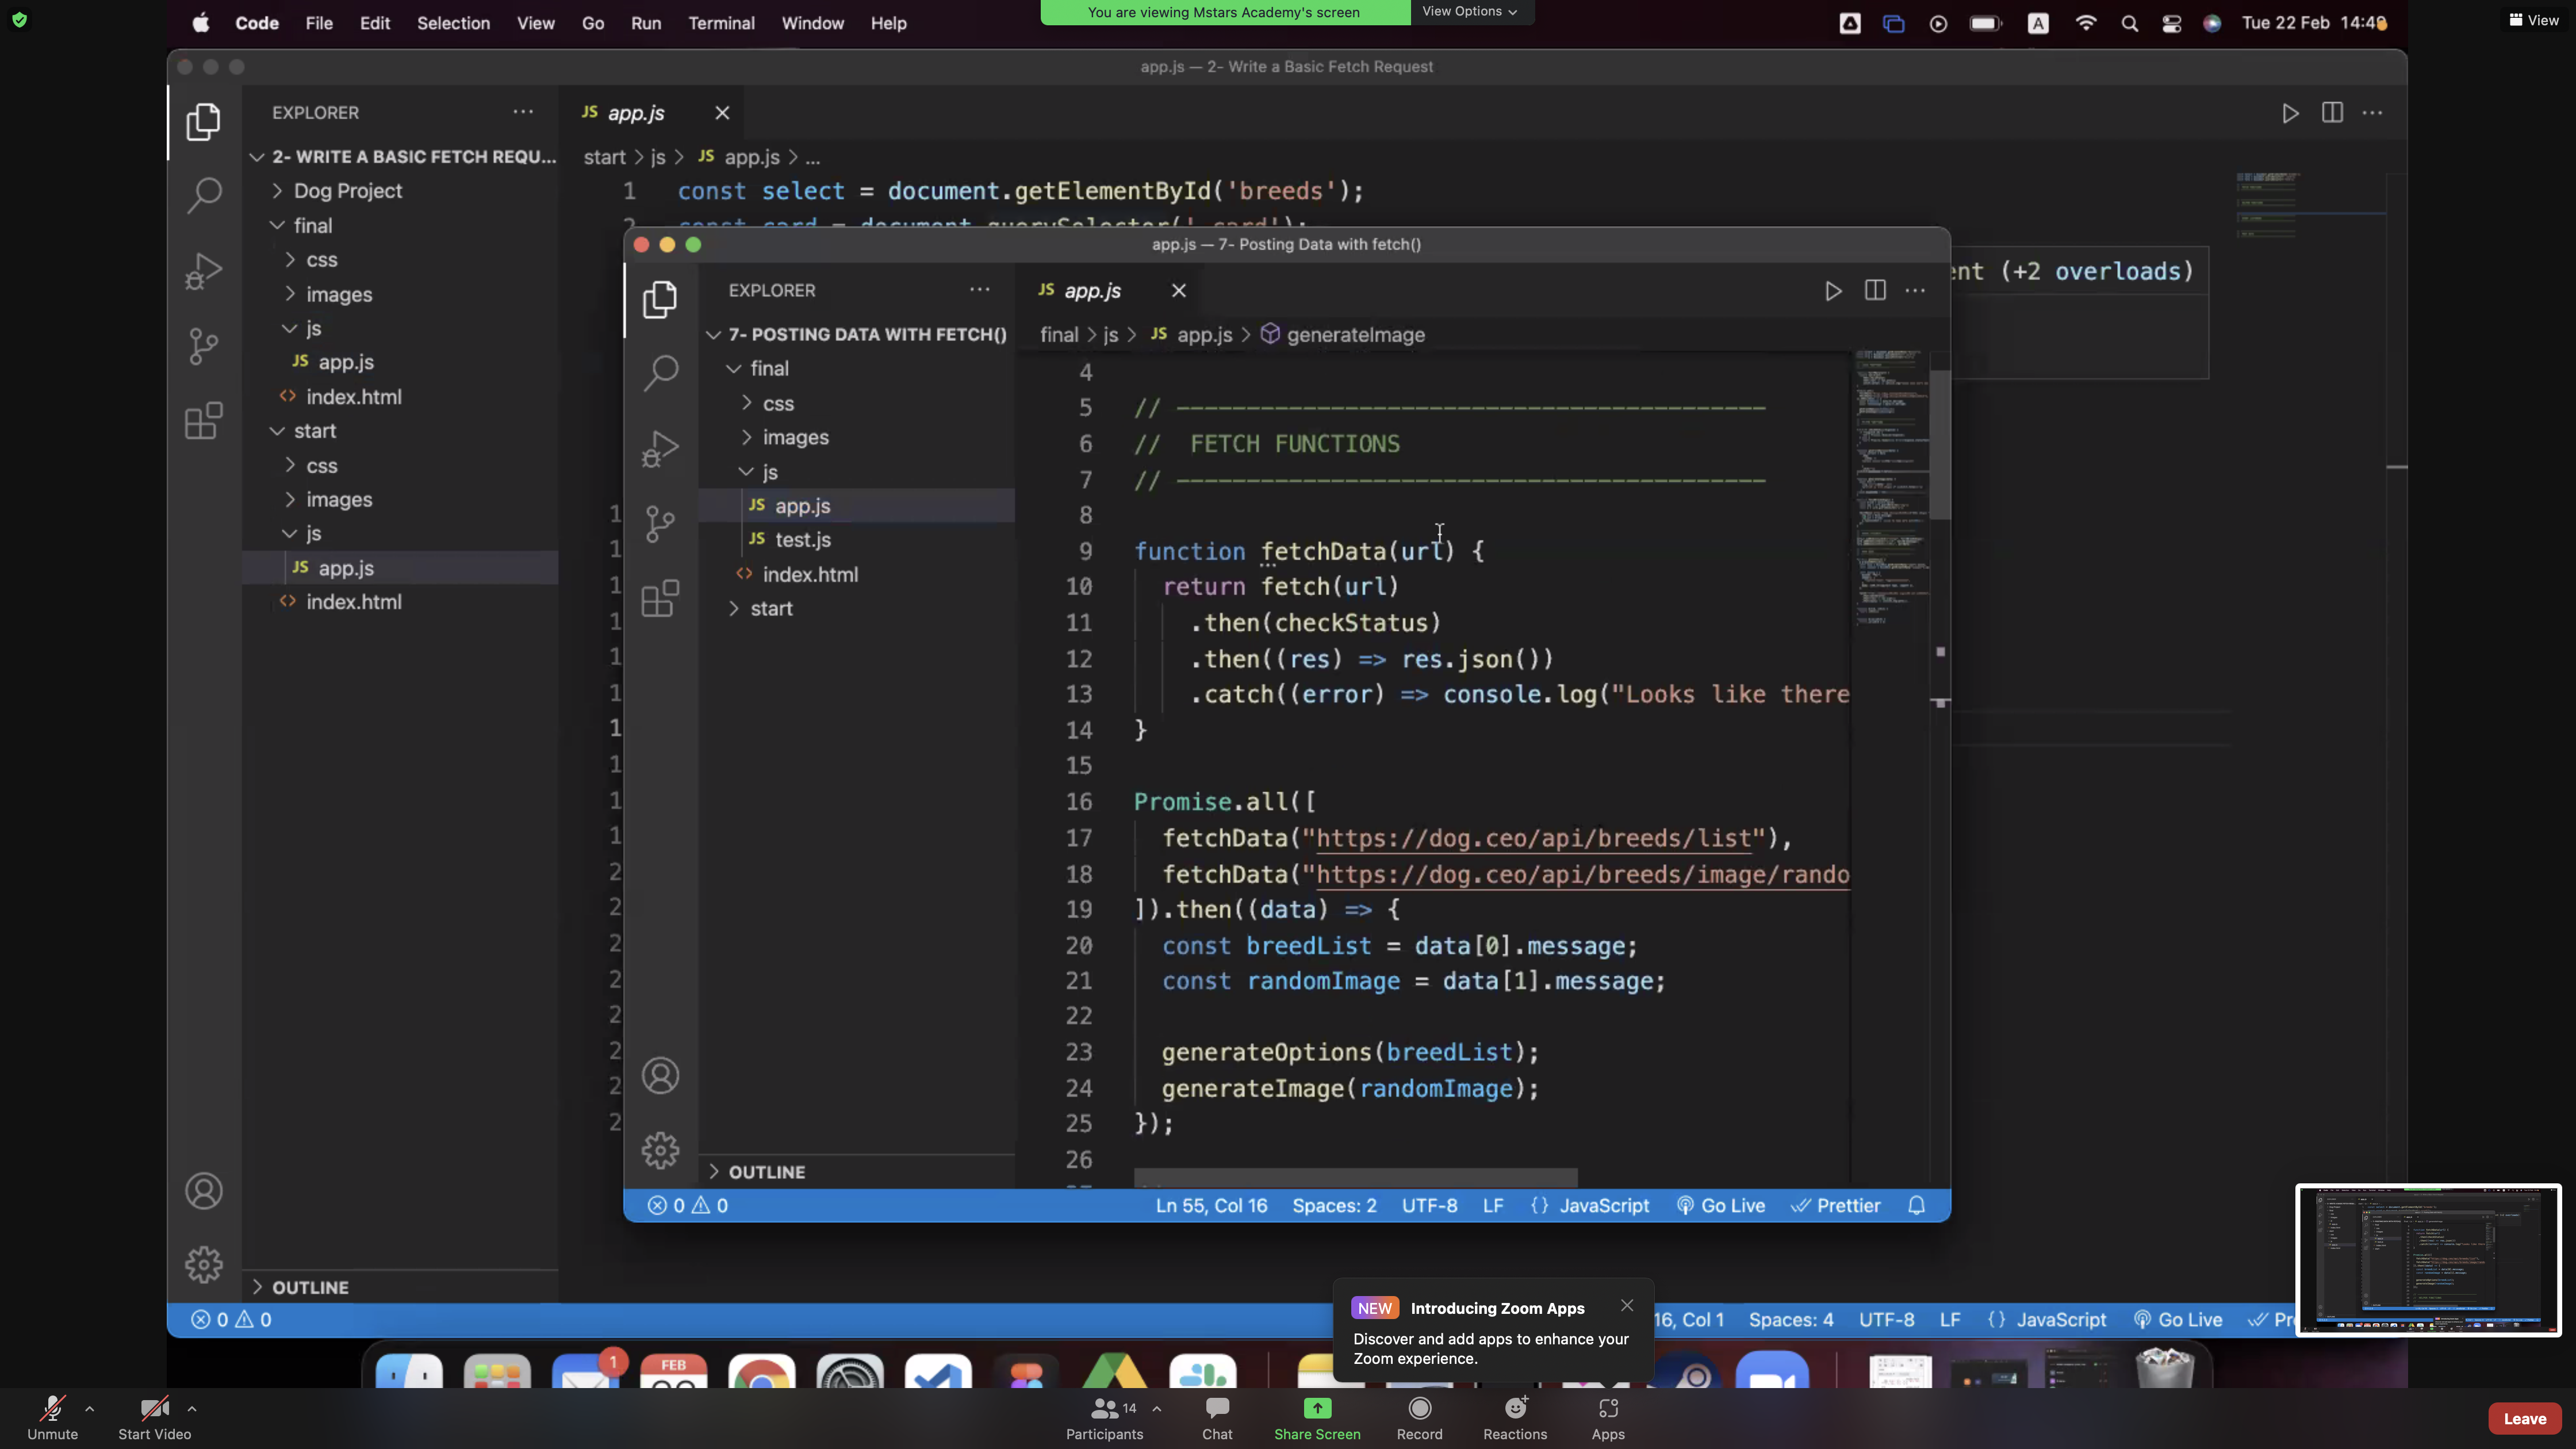 Code File Edit Selection View Go Run Terminal Window Help
You are viewing Mstars Academy's screen View Options
A Tue 22 Feb 14:48
View
app.js — 2- Write a Basic Fetch Request
EXPLORER
2- WRITE A BASIC FETCH REQU...
Dog Project
final
css
images
js
JS app.js
index.html
start
css
images
js
JS app.js
index.html
OUTLINE
JS app.js
start > js > JS app.js > ...
1 const select = document.getElementById('breeds');
2 const card = document.querySelector('.card');
ent (+2 overloads)
app.js — 7- Posting Data with fetch()
EXPLORER
7- POSTING DATA WITH FETCH()
final
css
images
js
JS app.js
JS test.js
index.html
start
OUTLINE
JS app.js
final > js > JS app.js > generateImage
4
5 // -----------------------------------------
6 // FETCH FUNCTIONS
7 // -----------------------------------------
8
9 function fetchData(url) {
10 return fetch(url)
11 .then(checkStatus)
12 .then((res) => res.json())
13 .catch((error) => console.log("Looks like there
14 }
15
16 Promise.all([
17 fetchData("https://dog.ceo/api/breeds/list"),
18 fetchData("https://dog.ceo/api/breeds/image/rando
19 ]).then((data) => {
20 const breedList = data[0].message;
21 const randomImage = data[1].message;
22
23 generateOptions(breedList);
24 generateImage(randomImage);
25 });
26
0 0 Ln 55, Col 16 Spaces: 2 UTF-8 LF {} JavaScript Go Live Prettier
0 0 16, Col 1 Spaces: 4 UTF-8 LF {} JavaScript Go Live
NEW Introducing Zoom Apps
Discover and add apps to enhance your
Zoom experience.
1
FEB
Unmute Start Video 14 Participants Chat Share Screen Record Reactions Apps Leave